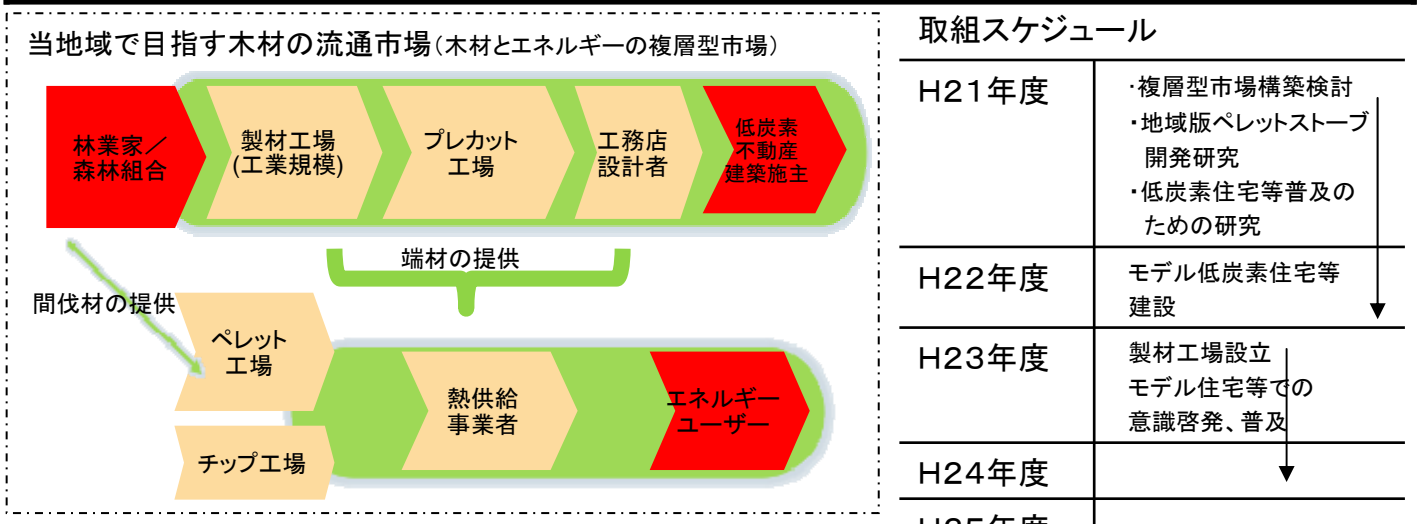 当地域で目指す木材の流通市場(木材とエネルギーの複層型市場)
林業家／
森林組合
製材工場
(工業規模)
プレカット
工場
工務店
設計者
低炭素
不動産
建築施主
端材の提供
間伐材の提供
ペレット
工場
チップ工場
熱供給
事業者
エネルギー
ユーザー
取組スケジュール
H21年度
・複層型市場構築検討
・地域版ペレットストーブ
開発研究
・低炭素住宅等普及の
ための研究
H22年度
モデル低炭素住宅等
建設
H23年度
製材工場設立
モデル住宅等での
意識啓発、普及
H24年度
H25年度